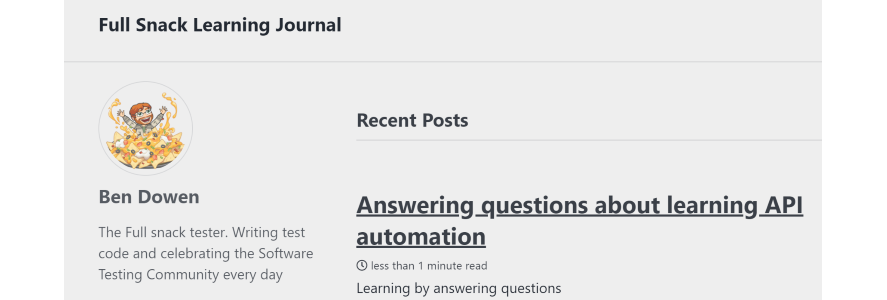 Full Snack Learning Journal
Ben Dowen
The Full snack tester. Writing test
code and celebrating the Software
Testing Community every day
Recent Posts
Answering questions about learning API
automation
less than 1 minute read
Learning by answering questions